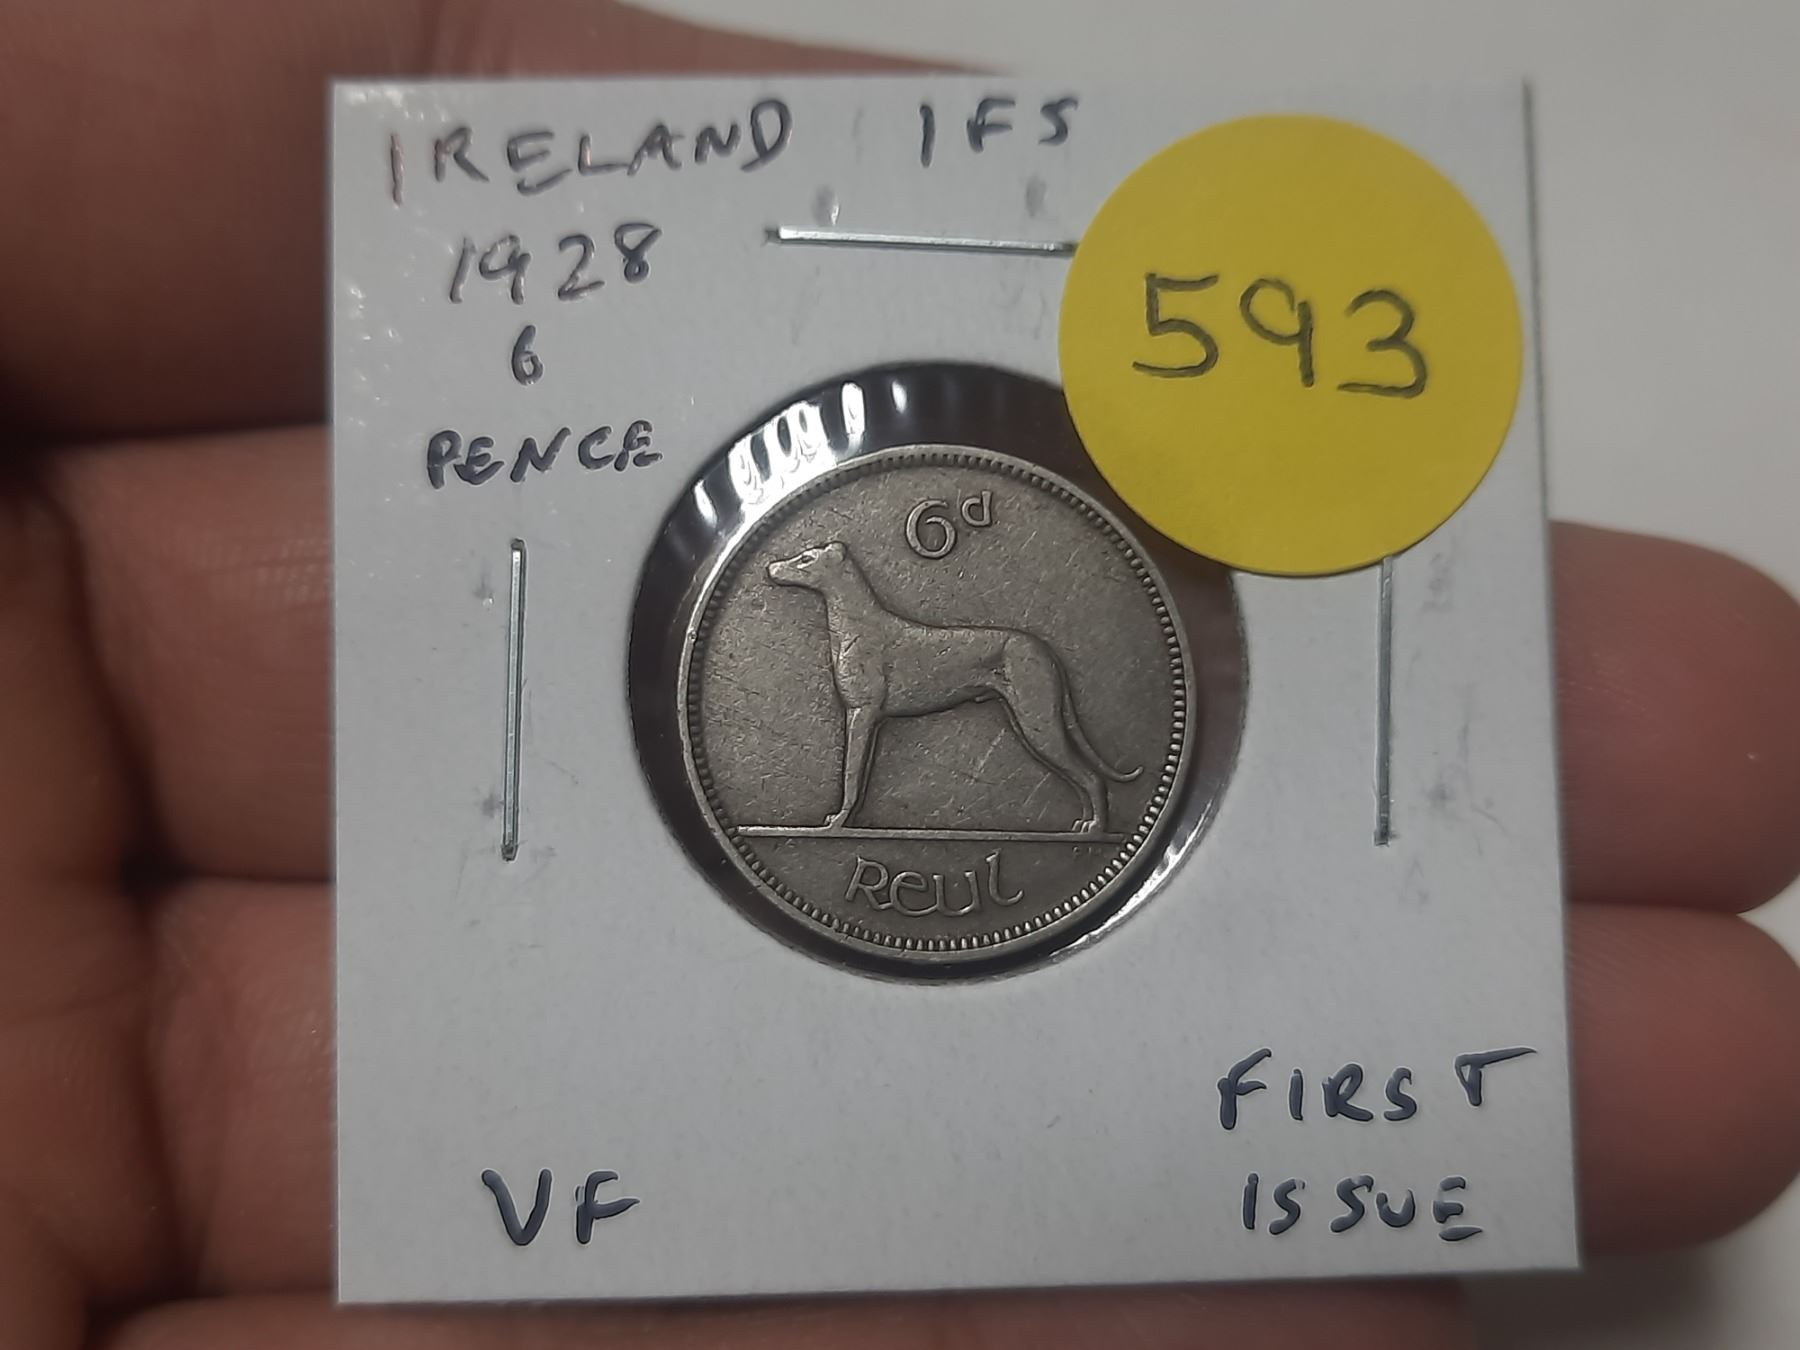 IRELAND IFS
1928
6
PENCE
593
6d
Reul
FIRST
ISSUE
VF